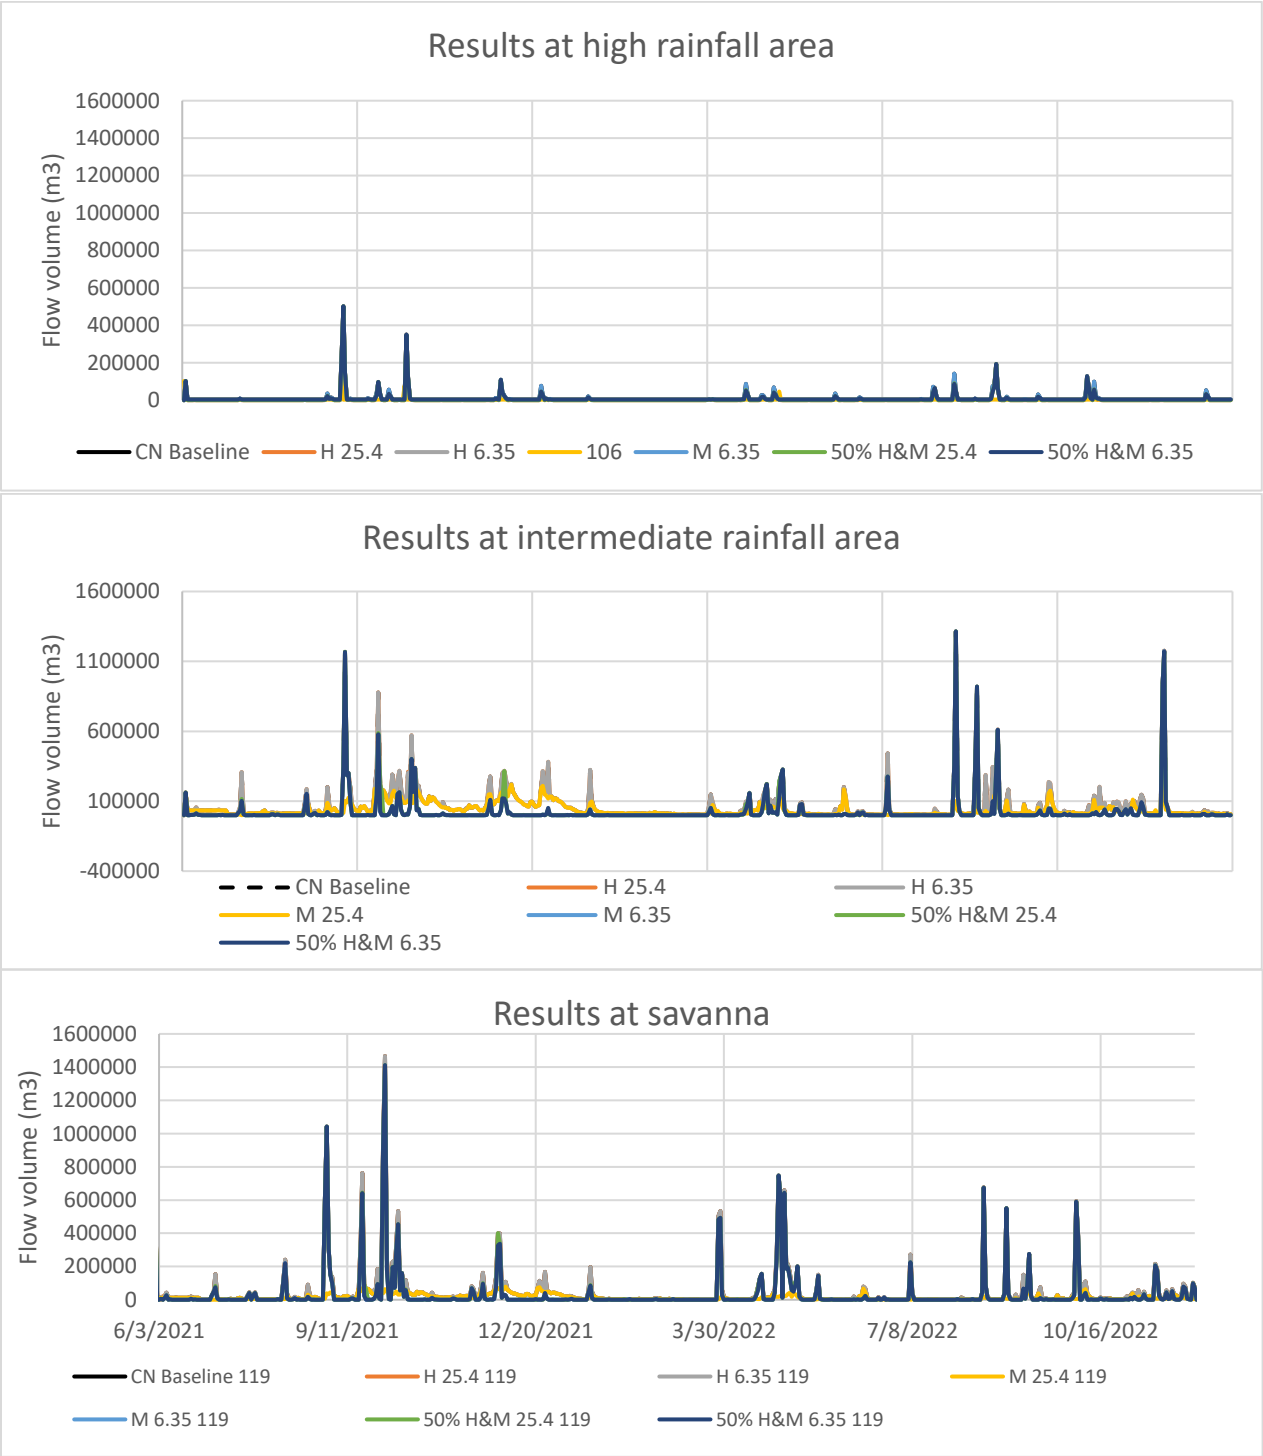 Results at high rainfall area
1600000
1400000
1200000
1000000
800000
600000
400000
200000
0
Flow volume (m3)
CN Baseline H 25.4 H 6.35 106 M 6.35 50% H&M 25.4 50% H&M 6.35
Results at intermediate rainfall area
1600000
1100000
600000
100000
-400000
Flow volume (m3)
CN Baseline H 25.4 H 6.35
M 25.4 M 6.35 50% H&M 25.4
50% H&M 6.35
Results at savanna
1600000
1400000
1200000
1000000
800000
600000
400000
200000
0
Flow volume (m3)
6/3/2021 9/11/2021 12/20/2021 3/30/2022 7/8/2022 10/16/2022
CN Baseline 119 H 25.4 119 H 6.35 119 M 25.4 119
M 6.35 119 50% H&M 25.4 119 50% H&M 6.35 119